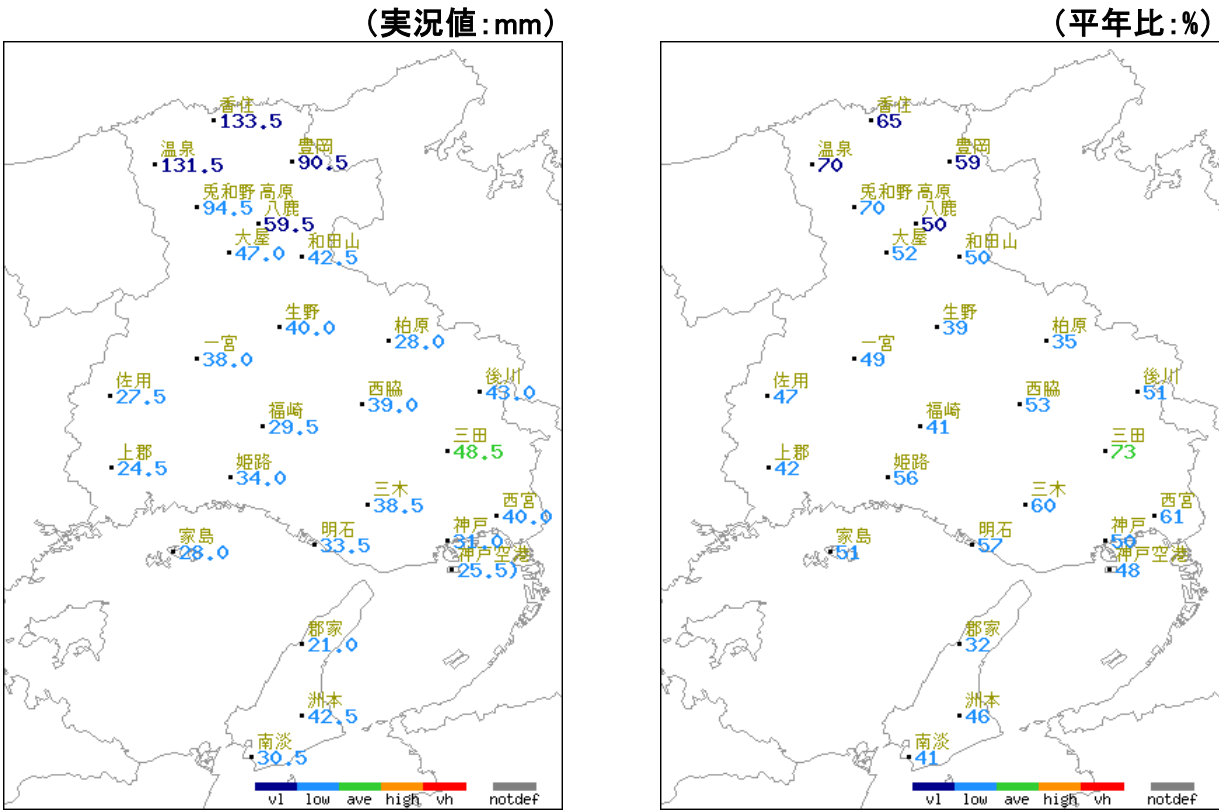 (実況値:mm)
香住
133.5
温泉
131.5
豊岡
90.5
兎和野高原
94.5
八鹿
59.5
大屋
47.0
和田山
42.5
生野
40.0
柏原
28.0
一宮
38.0
佐用
27.5
後川
43.0
西脇
39.0
福崎
29.5
三田
48.5
上郡
24.5
姫路
34.0
三木
38.5
西宮
40.0
家島
28.0
明石
33.5
神戸
31.0
神戸空港
25.5)
郡家
21.0
洲本
42.5
南淡
30.5
vl low ave high vh notdef
(平年比:%)
香住
65
温泉
70
豊岡
59
兎和野高原
70
八鹿
50
大屋
52
和田山
50
生野
39
柏原
35
一宮
49
佐用
47
後川
51
西脇
53
福崎
41
三田
73
上郡
42
姫路
56
三木
60
西宮
61
家島
51
明石
57
神戸
50
神戸空港
48
郡家
32
洲本
46
南淡
41
vl low ave high vh notdef